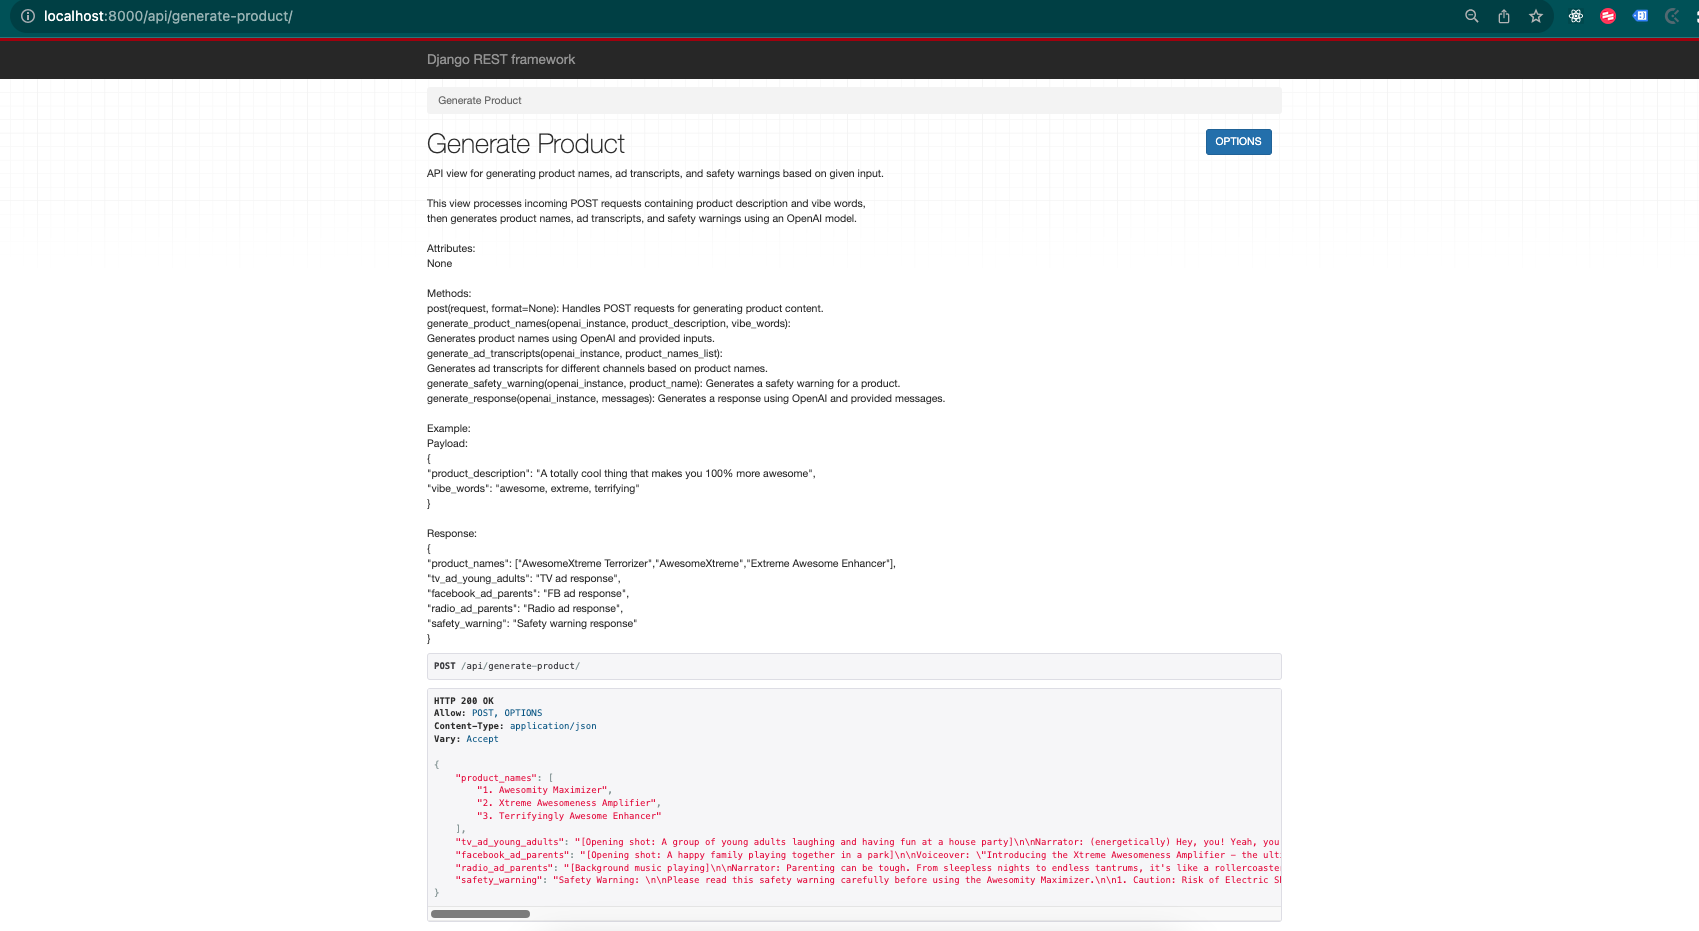 localhost:8000/api/generate-product/
Django REST framework
Generate Product
Generate Product
OPTIONS
API view for generating product names, ad transcripts, and safety warnings based on given input.
This view processes incoming POST requests containing product description and vibe words,
then generates product names, ad transcripts, and safety warnings using an OpenAI model.
Attributes:
None
Methods:
post(request, format=None): Handles POST requests for generating product content.
generate_product_names(openai_instance, product_description, vibe_words):
Generates product names using OpenAI and provided inputs.
generate_ad_transcripts(openai_instance, product_names_list):
Generates ad transcripts for different channels based on product names.
generate_safety_warning(openai_instance, product_name): Generates a safety warning for a product.
generate_response(openai_instance, messages): Generates a response using OpenAI and provided messages.
Example:
Payload:
{
"product_description": "A totally cool thing that makes you 100% more awesome",
"vibe_words": "awesome, extreme, terrifying"
}
Response:
{
"product_names": ["AwesomeXtreme Terrorizer","AwesomeXtreme","Extreme Awesome Enhancer"],
"tv_ad_young_adults": "TV ad response",
"facebook_ad_parents": "FB ad response",
"radio_ad_parents": "Radio ad response",
"safety_warning": "Safety warning response"
}
POST /api/generate-product/
HTTP 200 OK
Allow: POST, OPTIONS
Content-Type: application/json
Vary: Accept
{
"product_names": [
"1. Awesomity Maximizer",
"2. Xtreme Awesomeness Amplifier",
"3. Terrifyingly Awesome Enhancer"
],
"tv_ad_young_adults": "[Opening shot: A group of young adults laughing and having fun at a house party]\n\nNarrator: (energetically) Hey, you! Yeah, you
"facebook_ad_parents": "[Opening shot: A happy family playing together in a park]\n\nVoiceover: \"Introducing the Xtreme Awesomeness Amplifier - the ult
"radio_ad_parents": "[Background music playing]\n\nNarrator: Parenting can be tough. From sleepless nights to endless tantrums, it's like a rollercoaste
"safety_warning": "Safety Warning: \n\nPlease read this safety warning carefully before using the Awesomity Maximizer.\n\n1. Caution: Risk of Electric S
}